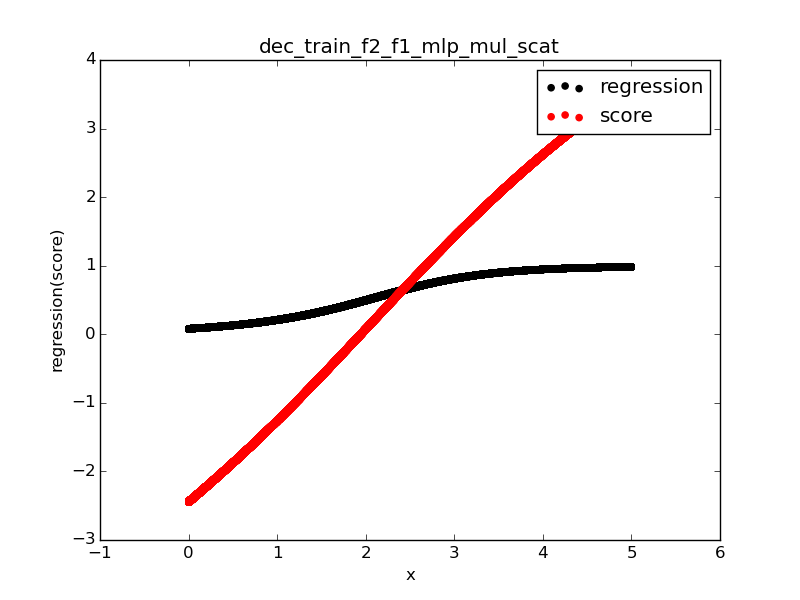 dec_train_f2_f1_mlp_mul_scat
regression
score
regression(score)
4
3
2
1
0
−1
−2
−3
−1 0 1 2 3 4 5 6
x